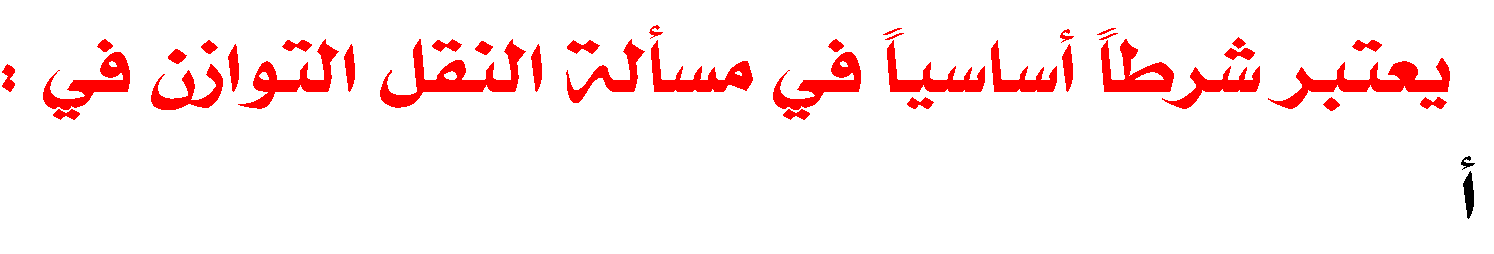 يعتبر شرطاً أساسياً في مسألة النقل التوازن في :
أ